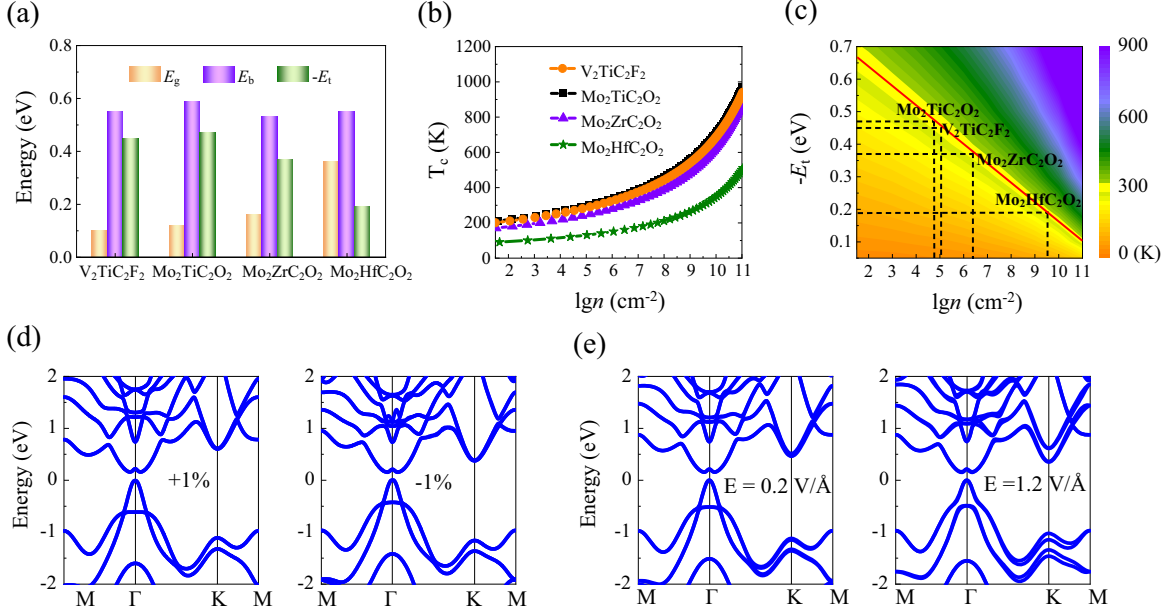 (a)
0.8
0.6
0.4
0.2
0.0
Energy (eV)
E_g E_b -E_t
V₂TiC₂F₂ Mo₂TiC₂O₂ Mo₂ZrC₂O₂ Mo₂HfC₂O₂
(b)
1200
1000
800
600
400
200
0
T_c (K)
V₂TiC₂F₂
Mo₂TiC₂O₂
Mo₂ZrC₂O₂
Mo₂HfC₂O₂
2 3 4 5 6 7 8 9 10 11
lgn (cm⁻²)
(c)
0.7
0.6
0.5
0.4
0.3
0.2
0.1
-E_t (eV)
Mo₂TiC₂O₂
V₂TiC₂F₂
Mo₂ZrC₂O₂
Mo₂HfC₂O₂
2 3 4 5 6 7 8 9 10 11
lgn (cm⁻²)
900
600
300
0 (K)
(d)
2
1
0
-1
-2
Energy (eV)
+1%
M Γ K M
2
1
0
-1
-2
-1%
M Γ K M
(e)
2
1
0
-1
-2
Energy (eV)
E = 0.2 V/Å
M Γ K M
2
1
0
-1
-2
E =1.2 V/Å
M Γ K M